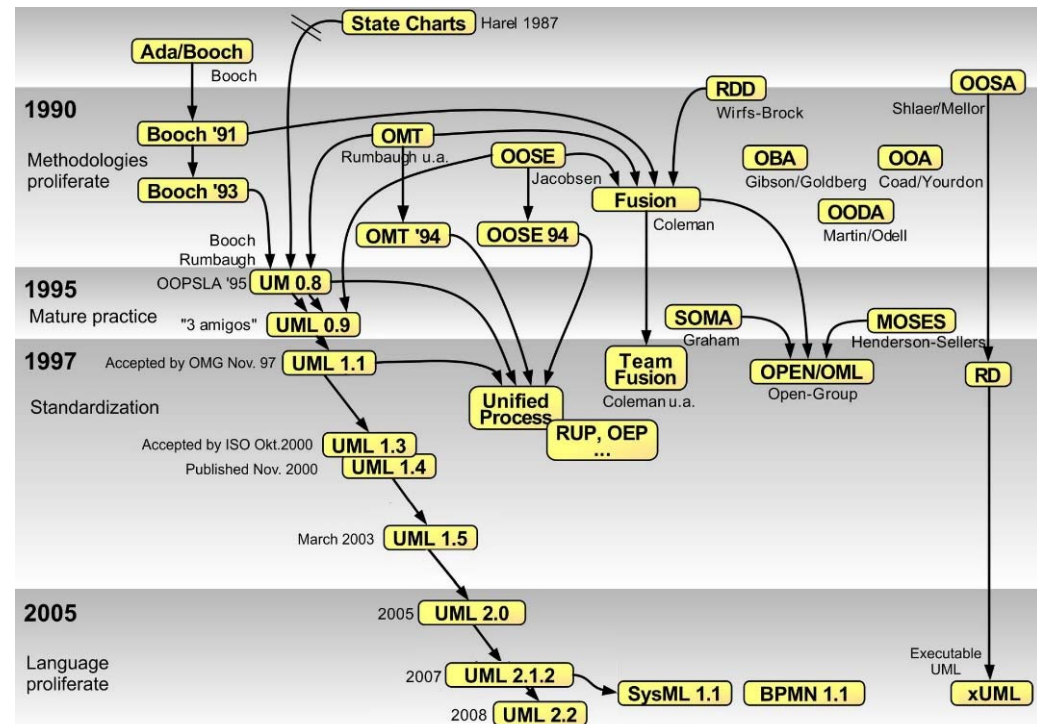 State Charts Harel 1987
Ada/Booch
Booch
RDD
Wirfs-Brock
OOSA
Shlaer/Mellor
1990
Methodologies
proliferate
Booch '91
OMT
Rumbaugh u.a.
OOSE
Jacobsen
OBA
Gibson/Goldberg
OOA
Coad/Yourdon
Booch '93
Fusion
Coleman
OODA
Martin/Odell
OMT '94
OOSE 94
Booch
Rumbaugh
1995
Mature practice
OOPSLA '95 UM 0.8
"3 amigos" UML 0.9
SOMA
Graham
MOSES
Henderson-Sellers
1997
Standardization
Accepted by OMG Nov. 97 UML 1.1
Team
Fusion
Coleman u.a.
OPEN/OML
Open-Group
RD
Unified
Process
RUP, OEP
...
Accepted by ISO Okt.2000 UML 1.3
Published Nov. 2000 UML 1.4
March 2003 UML 1.5
2005
Language
proliferate
2005 UML 2.0
2007 UML 2.1.2
2008 UML 2.2
SysML 1.1
BPMN 1.1
Executable
UML
xUML